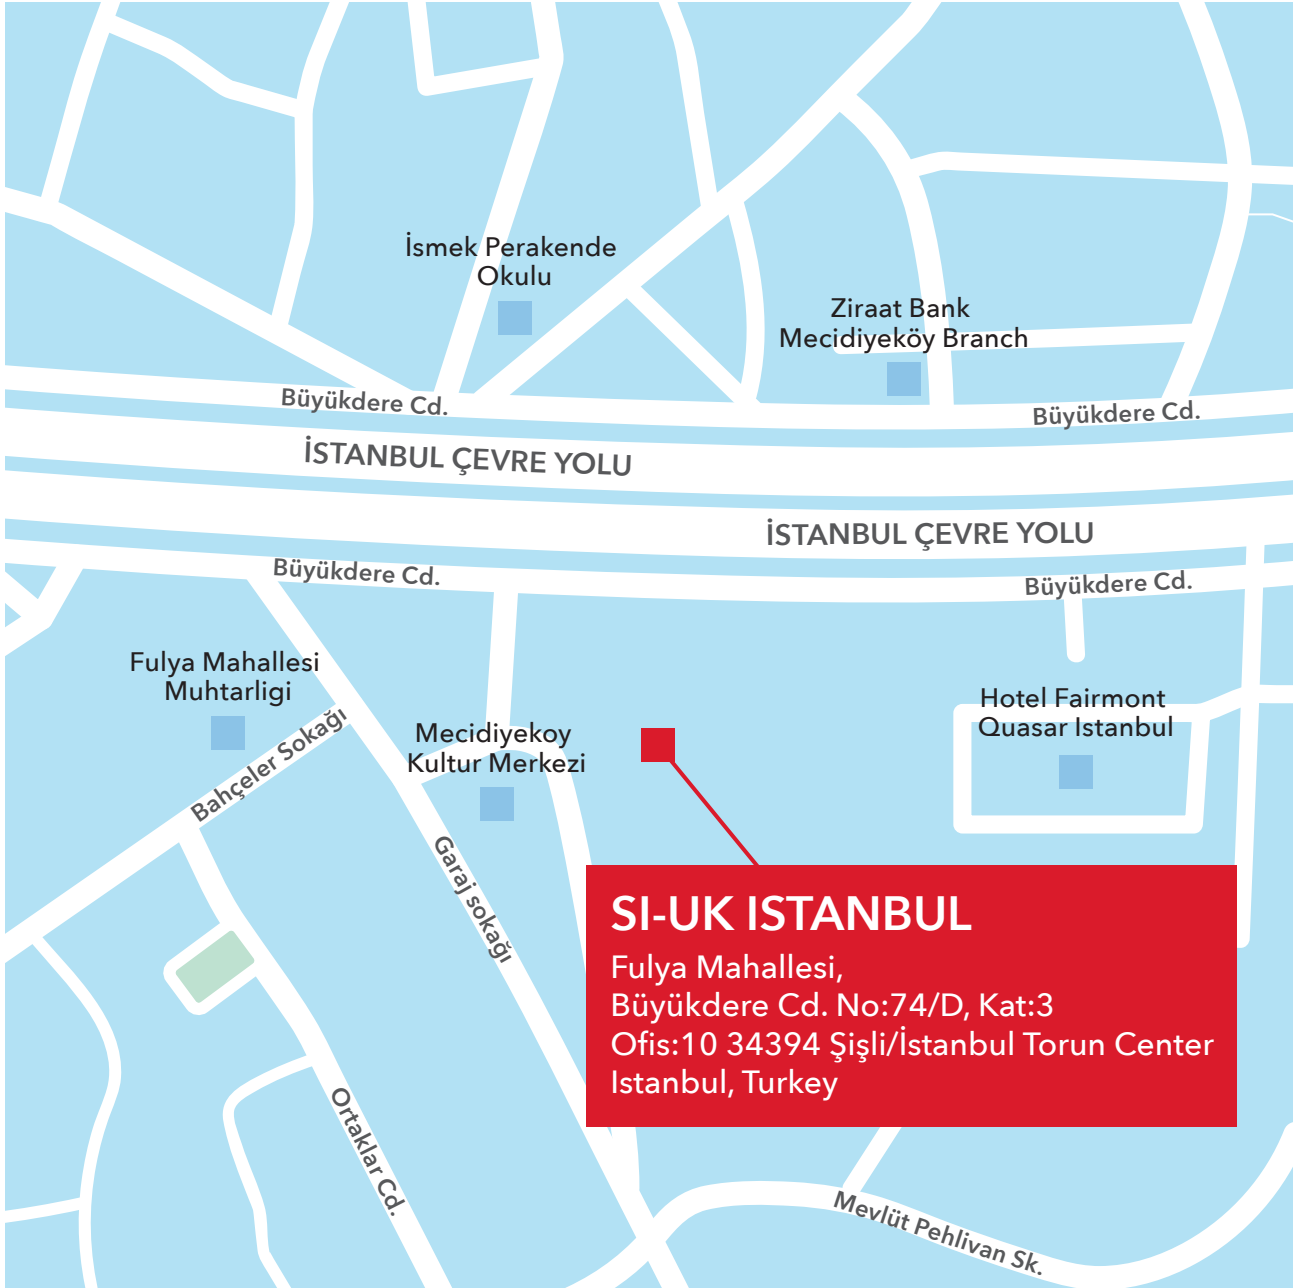 İsmek Perakende
Okulu
Ziraat Bank
Mecidiyeköy Branch
Büyükdere Cd.
Büyükdere Cd.
İSTANBUL ÇEVRE YOLU
İSTANBUL ÇEVRE YOLU
Büyükdere Cd.
Büyükdere Cd.
Fulya Mahallesi
Muhtarligi
Bahçeler Sokağı
Mecidiyekoy
Kultur Merkezi
Hotel Fairmont
Quasar Istanbul
Garaj sokağı
SI-UK ISTANBUL
Fulya Mahallesi,
Büyükdere Cd. No:74/D, Kat:3
Ofis:10 34394 Şişli/İstanbul Torun Center
Istanbul, Turkey
Ortaklar Cd.
Mevlüt Pehlivan Sk.